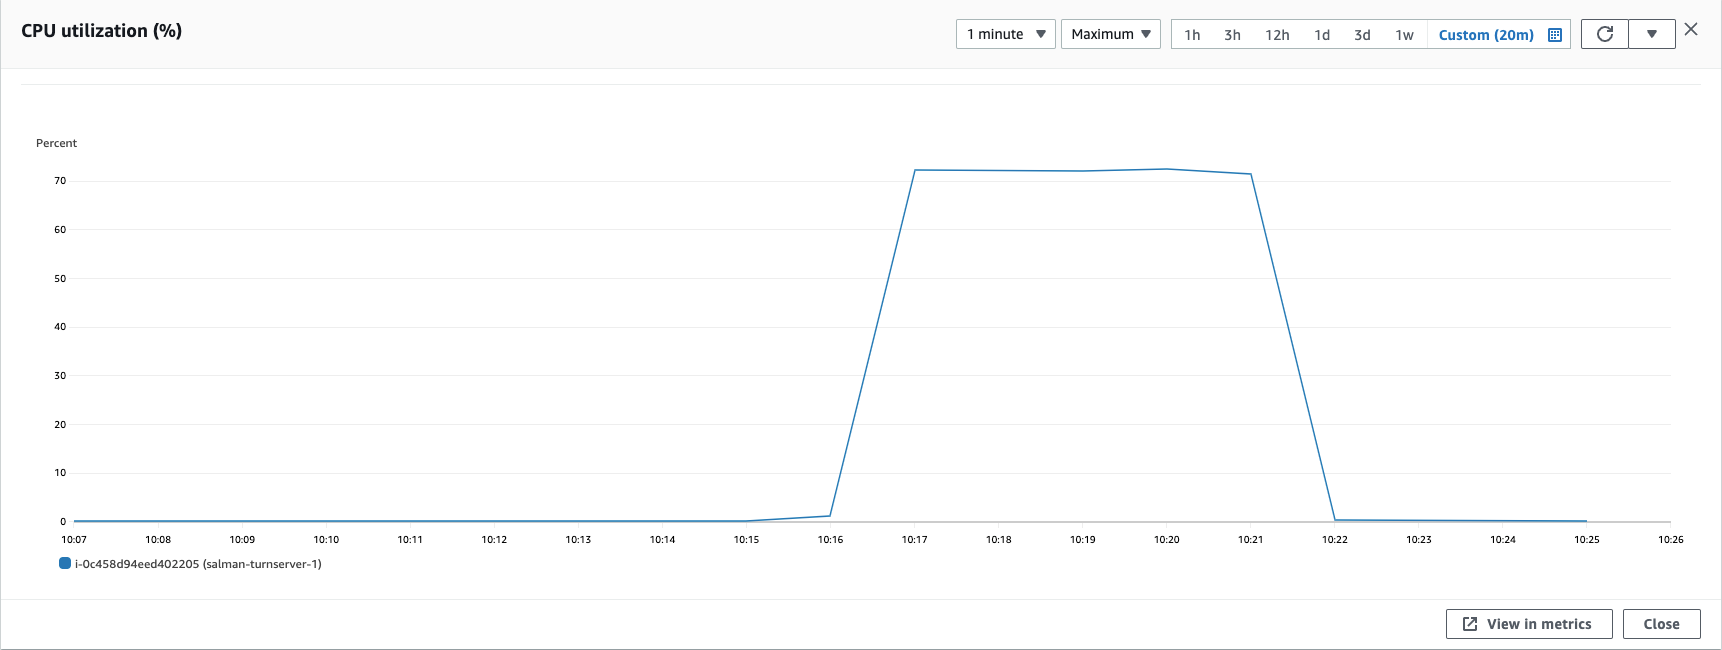 CPU utilization (%)
1 minute Maximum 1h 3h 12h 1d 3d 1w Custom (20m)
Percent
70
60
50
40
30
20
10
0
10:07 10:08 10:09 10:10 10:11 10:12 10:13 10:14 10:15 10:16 10:17 10:18 10:19 10:20 10:21 10:22 10:23 10:24 10:25 10:26
i-0c458d94eed402205 (salman-turnserver-1)
View in metrics Close